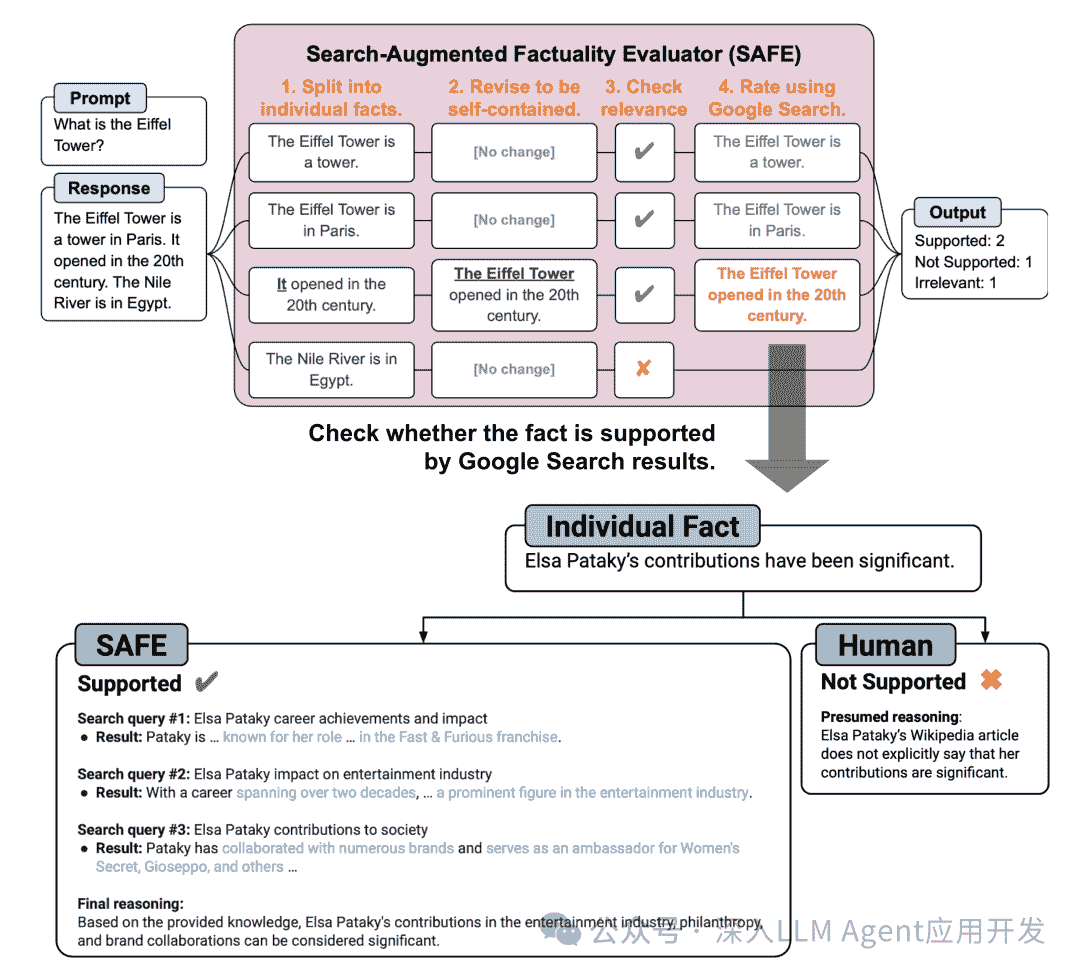 Search-Augmented Factuality Evaluator (SAFE)
1. Split into
individual facts.
2. Revise to be
self-contained.
3. Check
relevance
4. Rate using
Google Search.
Prompt
What is the Eiffel
Tower?
Response
The Eiffel Tower is
a tower in Paris. It
opened in the 20th
century. The Nile
River is in Egypt.
The Eiffel Tower is
a tower.
[No change]
✔
The Eiffel Tower is
a tower.
The Eiffel Tower is
in Paris.
[No change]
✔
The Eiffel Tower is
in Paris.
It opened in the
20th century.
The Eiffel Tower
opened in the 20th
century.
✔
The Eiffel Tower
opened in the 20th
century.
The Nile River is in
Egypt.
[No change]
✘
Output
Supported: 2
Not Supported: 1
Irrelevant: 1
Check whether the fact is supported
by Google Search results.
Individual Fact
Elsa Pataky's contributions have been significant.
SAFE
Supported ✔
Search query #1: Elsa Pataky career achievements and impact
• Result: Pataky is … known for her role … in the Fast & Furious franchise.
Search query #2: Elsa Pataky impact on entertainment industry
• Result: With a career spanning over two decades, … a prominent figure in the entertainment industry.
Search query #3: Elsa Pataky contributions to society
• Result: Pataky has collaborated with numerous brands and serves as an ambassador for Women's
Secret, Gioseppo, and others …
Final reasoning:
Based on the provided knowledge, Elsa Pataky's contributions in the entertainment industry, philanthropy,
and brand collaborations can be considered significant.
Human
Not Supported ✖
Presumed reasoning:
Elsa Pataky's Wikipedia article
does not explicitly say that her
contributions are significant.
公众号 · 深入LLM Agent应用开发